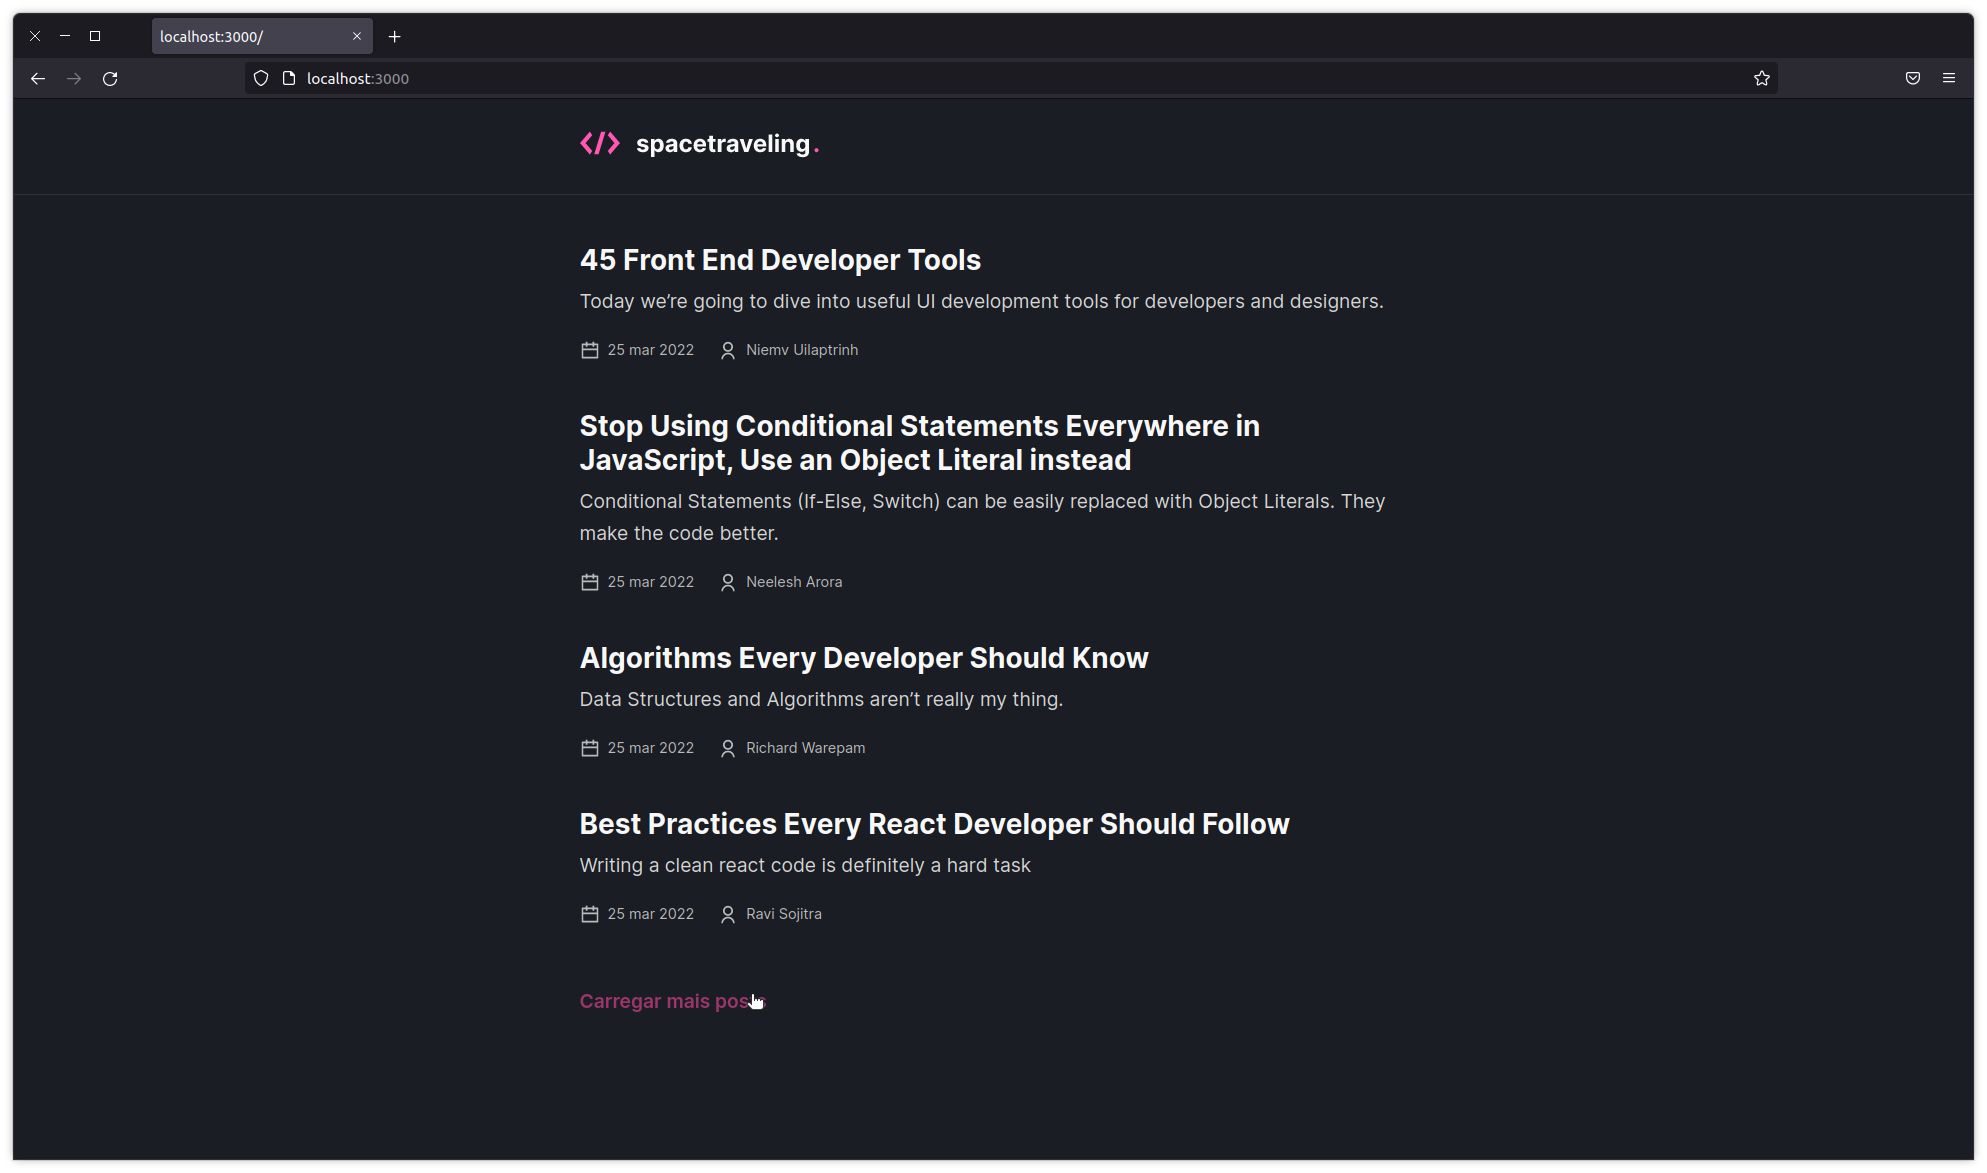 localhost:3000/
localhost:3000
</> spacetraveling.
45 Front End Developer Tools
Today we’re going to dive into useful UI development tools for developers and designers.
25 mar 2022 Niemv Uilaptrinh
Stop Using Conditional Statements Everywhere in
JavaScript, Use an Object Literal instead
Conditional Statements (If-Else, Switch) can be easily replaced with Object Literals. They
make the code better.
25 mar 2022 Neelesh Arora
Algorithms Every Developer Should Know
Data Structures and Algorithms aren’t really my thing.
25 mar 2022 Richard Warepam
Best Practices Every React Developer Should Follow
Writing a clean react code is definitely a hard task
25 mar 2022 Ravi Sojitra
Carregar mais posts